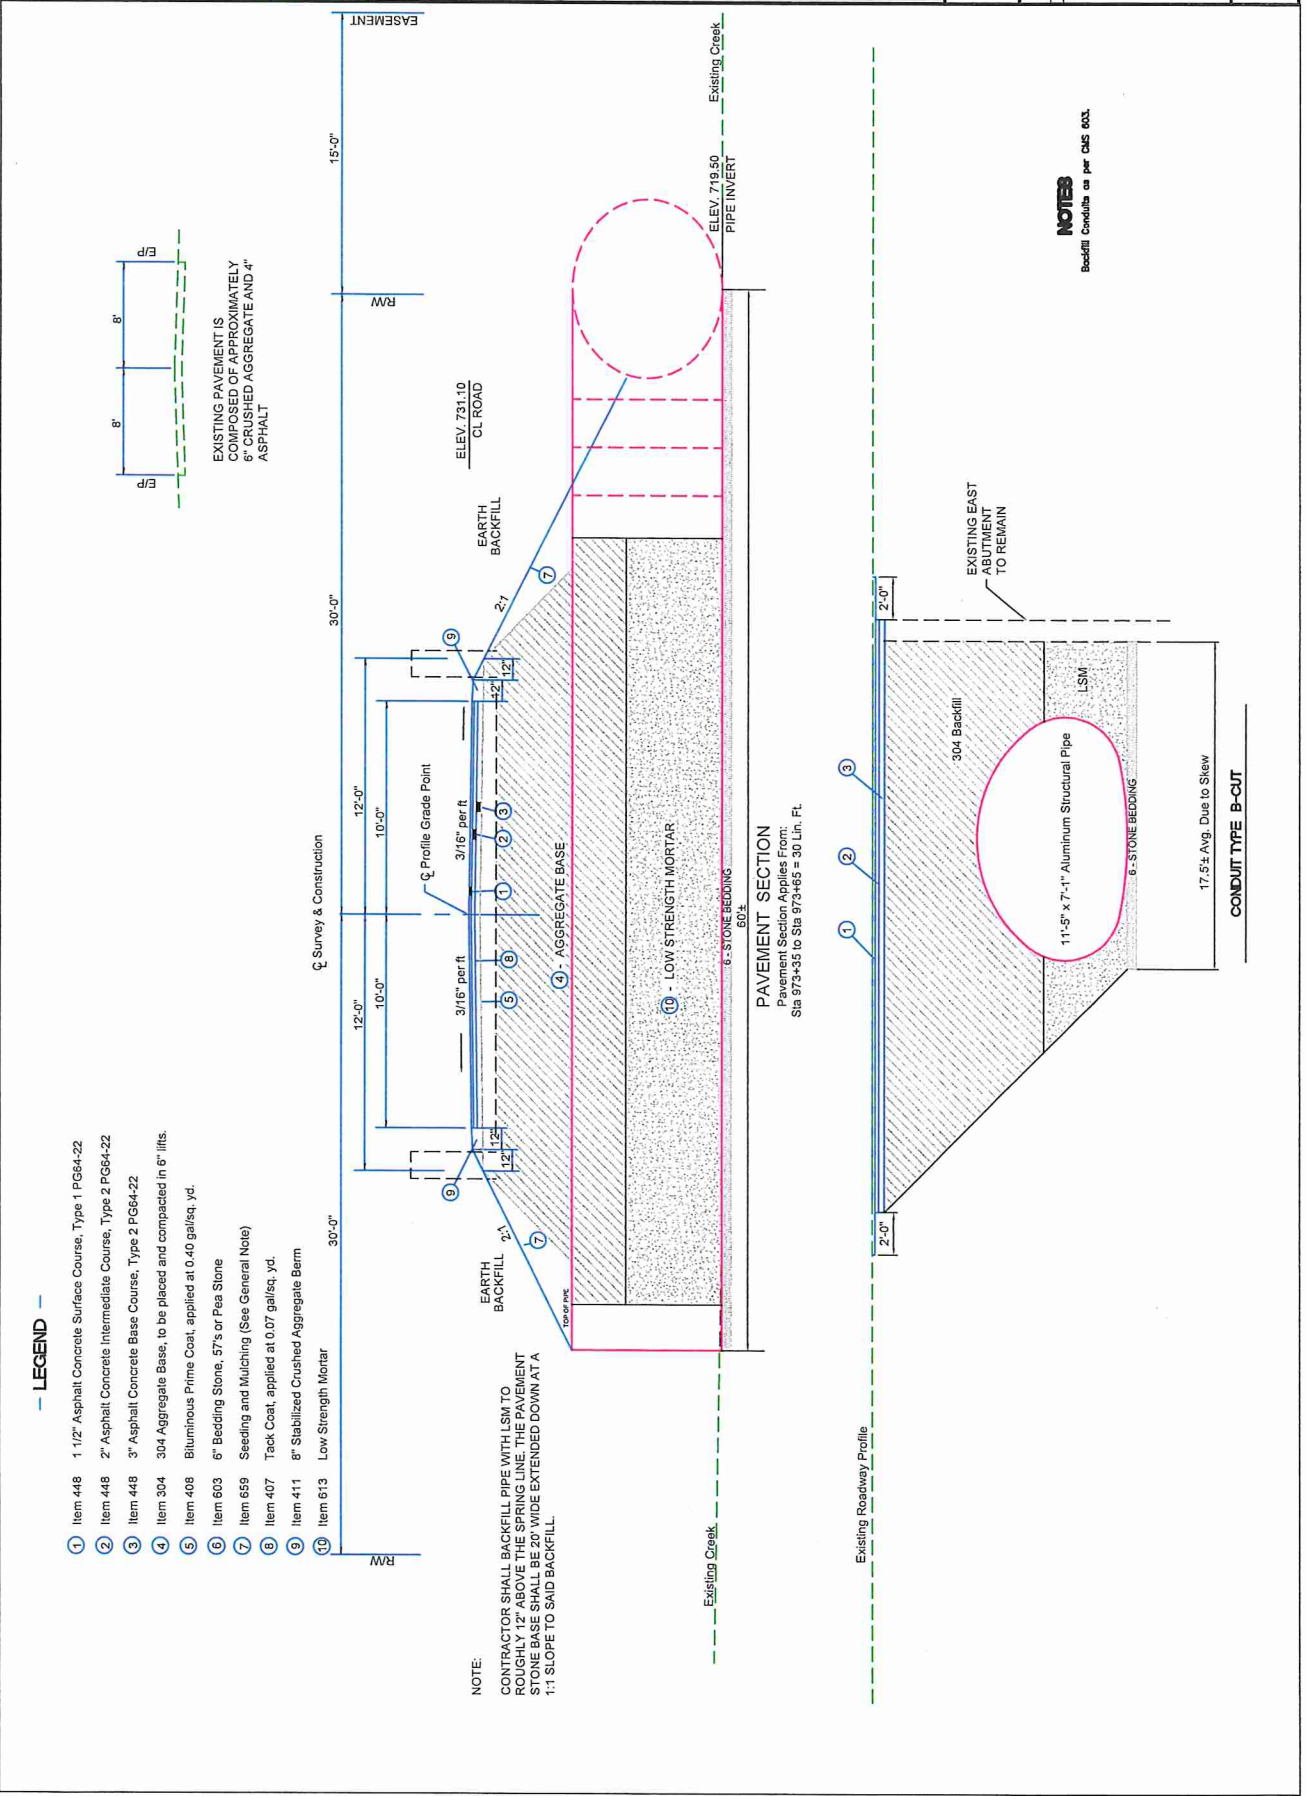 — LEGEND —
1 Item 448 1 1/2" Asphalt Concrete Surface Course, Type 1 PG64-22
2 Item 448 2" Asphalt Concrete Intermediate Course, Type 2 PG64-22
3 Item 448 3" Asphalt Concrete Base Course, Type 2 PG64-22
4 Item 304 304 Aggregate Base, to be placed and compacted in 6" lifts.
5 Item 408 Bituminous Prime Coat, applied at 0.40 gal/sq. yd.
6 Item 603 6" Bedding Stone, 57's or Pea Stone
7 Item 659 Seeding and Mulching (See General Note)
8 Item 407 Tack Coat, applied at 0.07 gal/sq. yd.
9 Item 411 8" Stabilized Crushed Aggregate Berm
10 Item 613 Low Strength Mortar
E/P
8'
8'
E/P
EXISTING PAVEMENT IS
COMPOSED OF APPROXIMATELY
6" CRUSHED AGGREGATE AND 4"
ASPHALT
℄ Survey & Construction
R/W
30'-0"
30'-0"
R/W
15'-0"
EASEMENT
12'-0"
12'-0"
10'-0"
10'-0"
℄ Profile Grade Point
3/16" per ft
3/16" per ft
ELEV. 731.10
CL ROAD
9
9
12"
12"
12"
12"
1
2
3
8
5
2:1
2:1
7
7
EARTH
BACKFILL
EARTH
BACKFILL
TOP OF PIPE
4 - AGGREGATE BASE
10 - LOW STRENGTH MORTAR
6 - STONE BEDDING
60'±
Existing Creek
Existing Creek
ELEV. 719.50
PIPE INVERT
NOTE:
CONTRACTOR SHALL BACKFILL PIPE WITH LSM TO
ROUGHLY 12" ABOVE THE SPRING LINE. THE PAVEMENT
STONE BASE SHALL BE 20' WIDE EXTENDED DOWN AT A
1:1 SLOPE TO SAID BACKFILL.
PAVEMENT SECTION
Pavement Section Applies From:
Sta 973+35 to Sta 973+65 = 30 Lin. Ft.
Existing Roadway Profile
1
2
3
2'-0"
2'-0"
304 Backfill
LSM
11'-5" x 7'-1" Aluminum Structural Pipe
6 - STONE BEDDING
EXISTING EAST
ABUTMENT
TO REMAIN
17.5'± Avg. Due to Skew
CONDUIT TYPE B-CUT
NOTES
Backfill Conduits as per CMS 603.